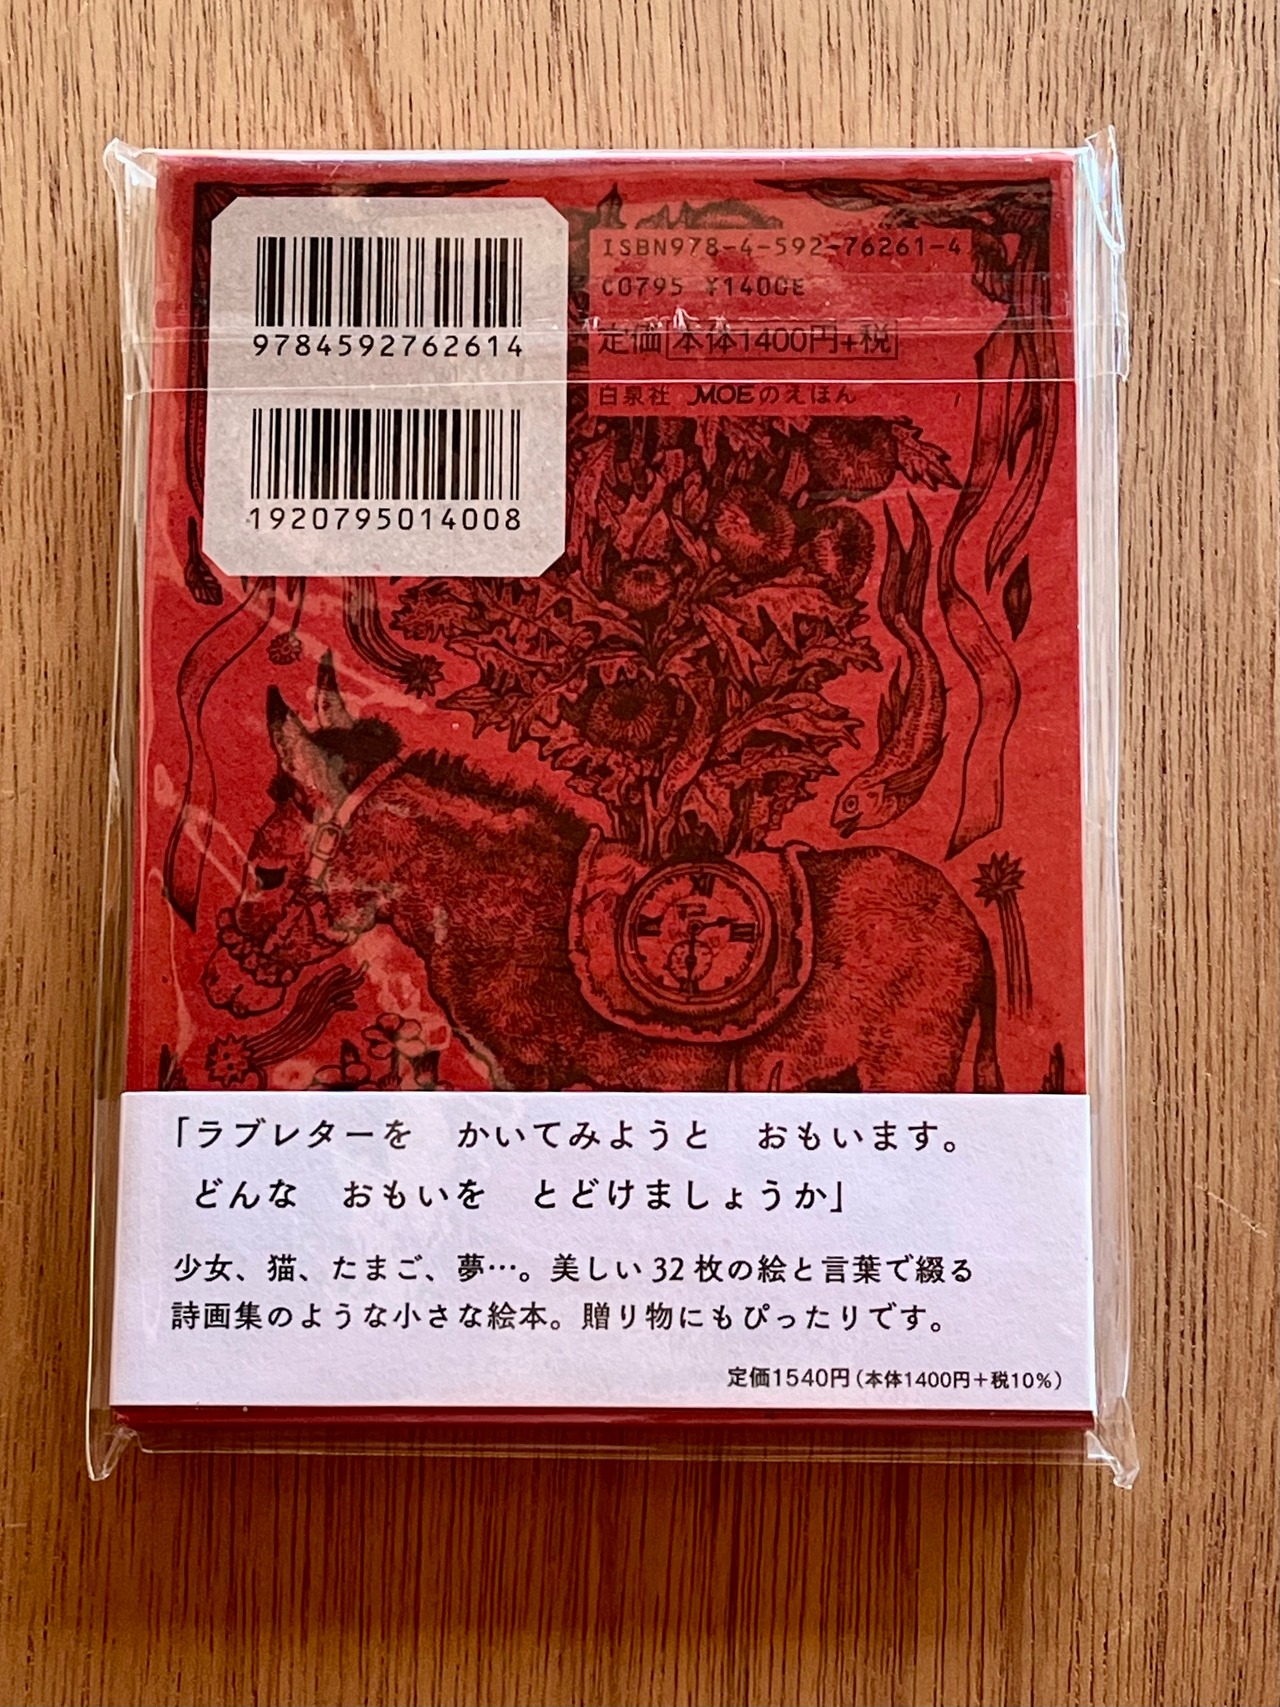 9784592762614
1920795014008
ISBN978-4-592-76261-4
C0795 ¥1400E
定価 本体1400円+税
白泉社 MOEのえほん
XII
III
「ラブレターを　かいてみようと　おもいます。
どんな　おもいを　とどけましょうか」
少女、猫、たまご、夢…。美しい32枚の絵と言葉で綴る
詩画集のような小さな絵本。贈り物にもぴったりです。
定価1540円(本体1400円+税10%)